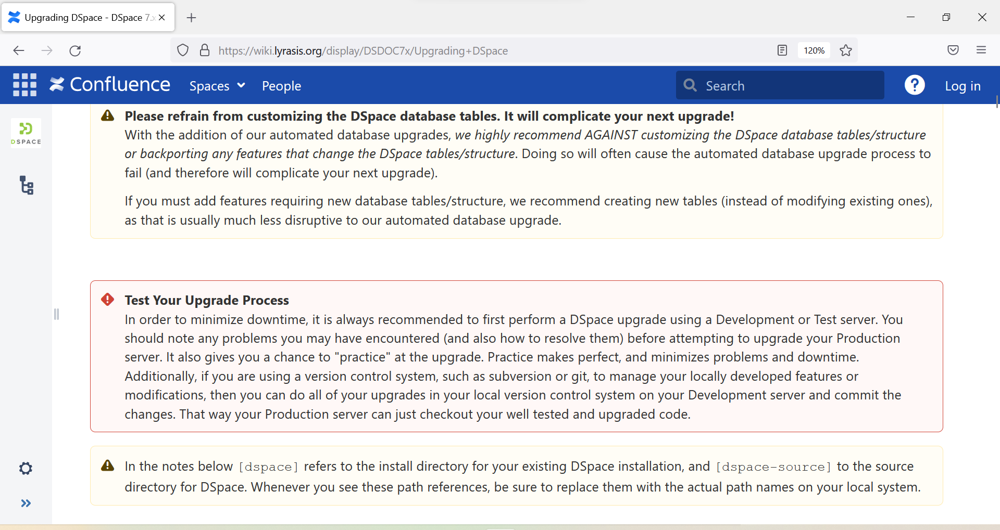 Upgrading DSpace - DSpace 7.x
https://wiki.lyrasis.org/display/DSDOC7x/Upgrading+DSpace
120%
Confluence
Spaces
People
Search
Log in
DSPACE
Please refrain from customizing the DSpace database tables. It will complicate your next upgrade!
With the addition of our automated database upgrades, we highly recommend AGAINST customizing the DSpace database tables/structure
or backporting any features that change the DSpace tables/structure. Doing so will often cause the automated database upgrade process to
fail (and therefore will complicate your next upgrade).
If you must add features requiring new database tables/structure, we recommend creating new tables (instead of modifying existing ones),
as that is usually much less disruptive to our automated database upgrade.
Test Your Upgrade Process
In order to minimize downtime, it is always recommended to first perform a DSpace upgrade using a Development or Test server. You
should note any problems you may have encountered (and also how to resolve them) before attempting to upgrade your Production
server. It also gives you a chance to "practice" at the upgrade. Practice makes perfect, and minimizes problems and downtime.
Additionally, if you are using a version control system, such as subversion or git, to manage your locally developed features or
modifications, then you can do all of your upgrades in your local version control system on your Development server and commit the
changes. That way your Production server can just checkout your well tested and upgraded code.
In the notes below [dspace] refers to the install directory for your existing DSpace installation, and [dspace-source] to the source
directory for DSpace. Whenever you see these path references, be sure to replace them with the actual path names on your local system.